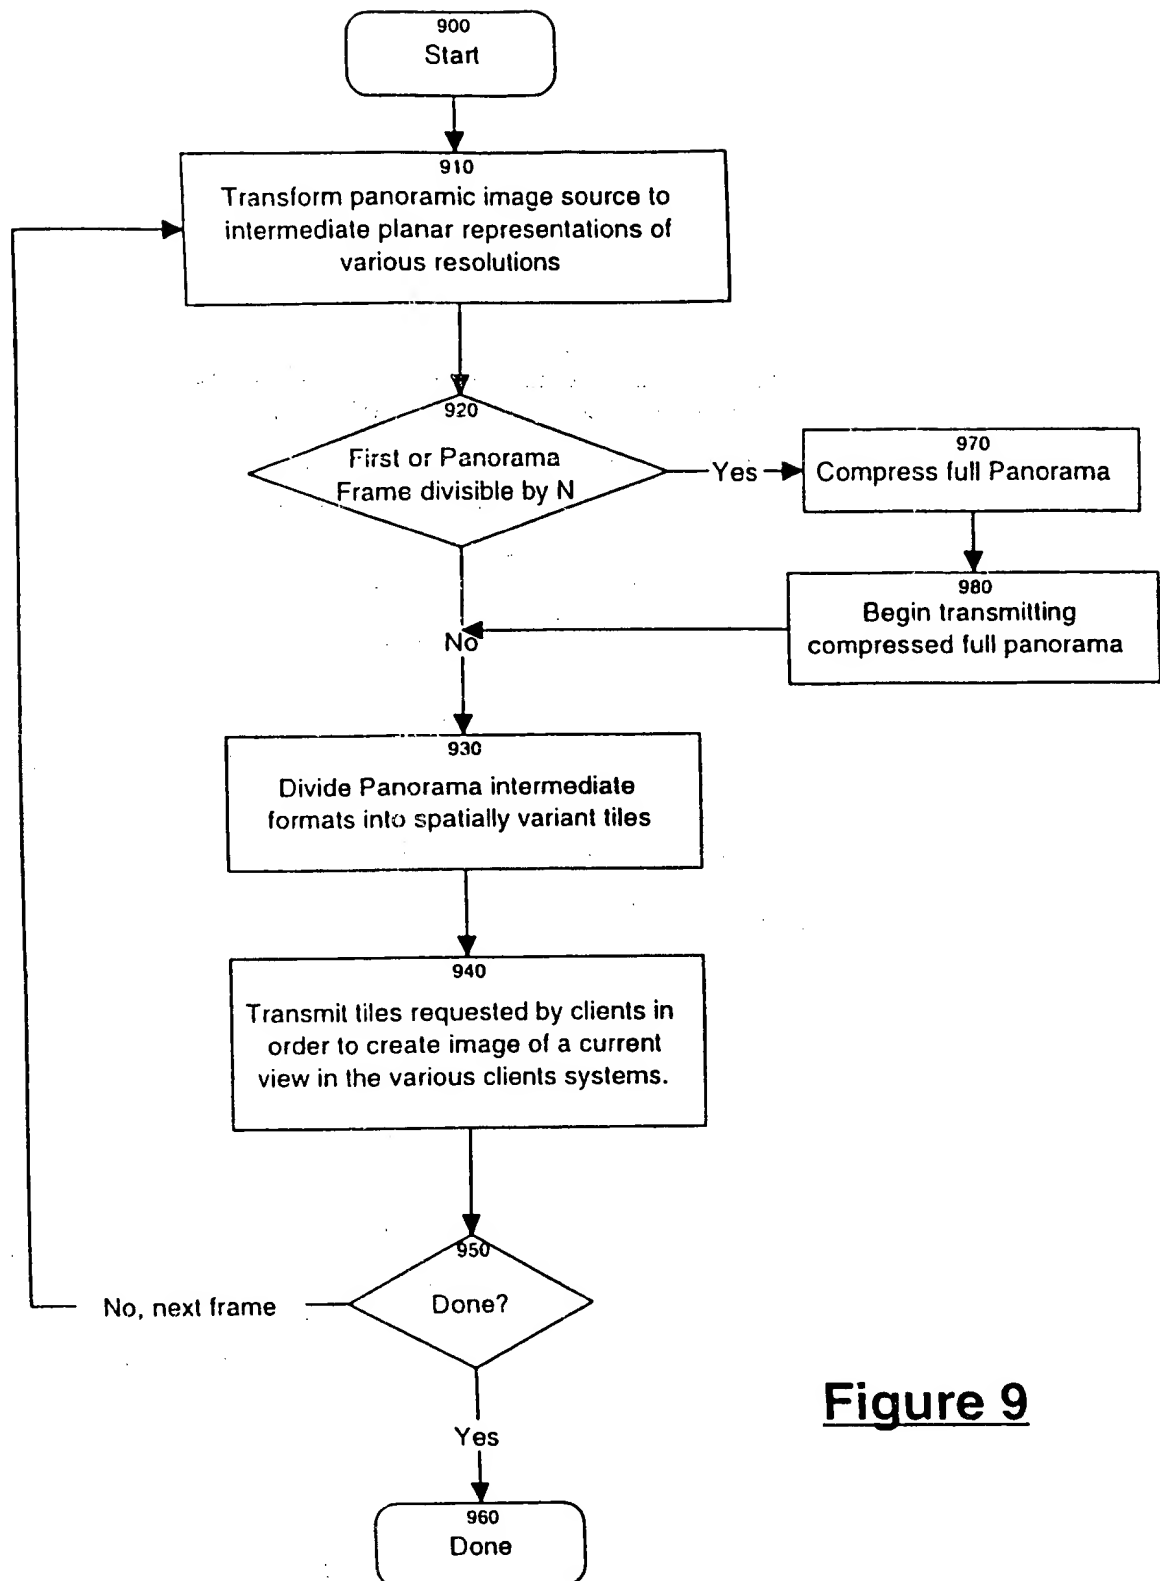 900
Start
910
Transform panoramic image source to
intermediate planar representations of
various resolutions
920
First or Panorama
Frame divisible by N
Yes
970
Compress full Panorama
980
Begin transmitting
compressed full panorama
No
930
Divide Panorama intermediate
formats into spatially variant tiles
940
Transmit tiles requested by clients in
order to create image of a current
view in the various clients systems.
950
Done?
No, next frame
Yes
960
Done
Figure 9